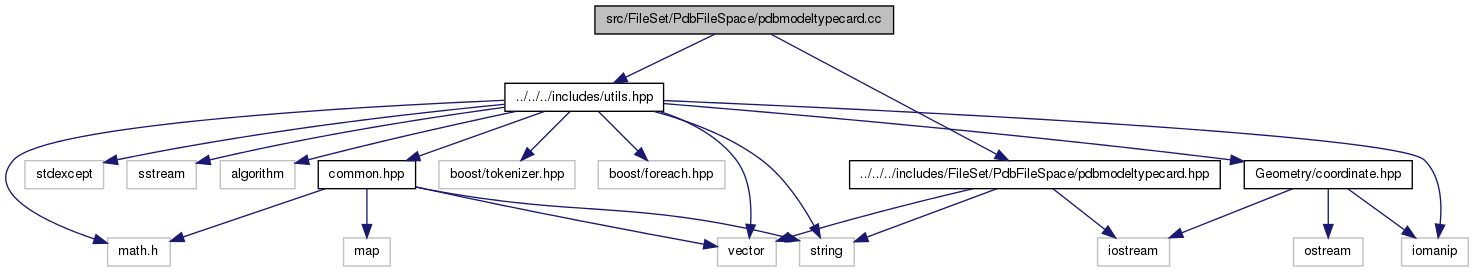 src/FileSet/PdbFileSpace/pdbmodeltypecard.cc
../../../includes/utils.hpp
stdexcept
sstream
algorithm
common.hpp
boost/tokenizer.hpp
boost/foreach.hpp
../../../includes/FileSet/PdbFileSpace/pdbmodeltypecard.hpp
Geometry/coordinate.hpp
math.h
map
vector
string
iostream
ostream
iomanip